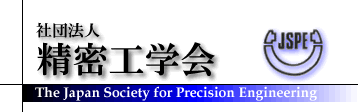 社団法人
精密工学会
JSPE
The Japan Society for Precision Engineering